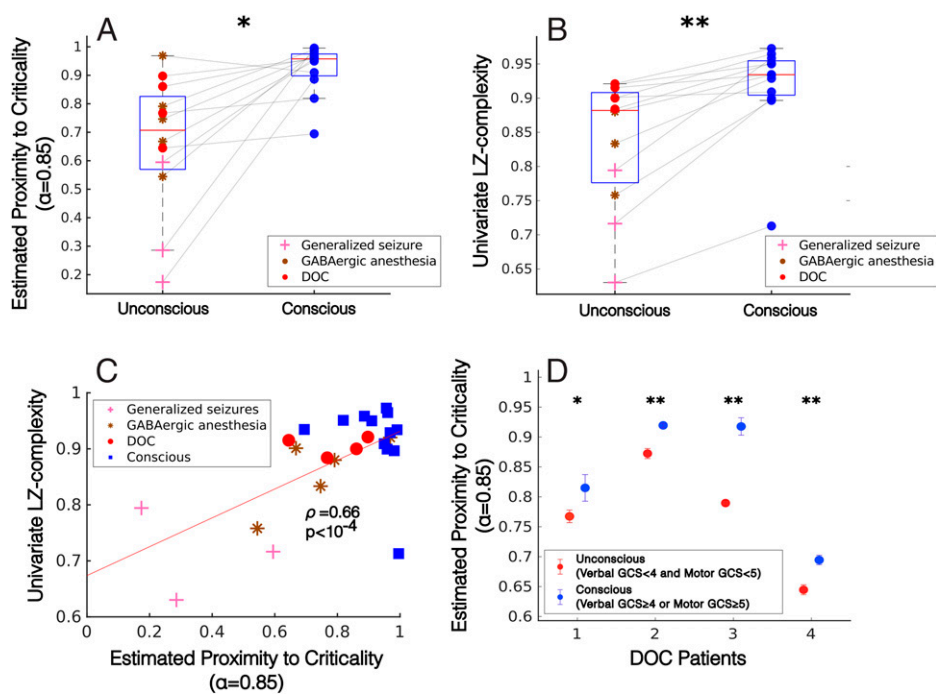 A
*
Estimated Proximity to Criticality
(α=0.85)
1
0.9
0.8
0.7
0.6
0.5
0.4
0.3
0.2
Generalized seizure
GABAergic anesthesia
DOC
Unconscious
Conscious
B
**
Univariate LZ-complexity
0.95
0.9
0.85
0.8
0.75
0.7
0.65
Generalized seizure
GABAergic anesthesia
DOC
Unconscious
Conscious
C
Univariate LZ-complexity
1
0.9
0.8
0.7
0.6
Generalized seizures
GABAergic anesthesia
DOC
Conscious
ρ=0.66
p<10⁻⁴
0
0.2
0.4
0.6
0.8
1
Estimated Proximity to Criticality
(α=0.85)
D
Estimated Proximity to Criticality
(α=0.85)
1
0.95
0.9
0.85
0.8
0.75
0.7
0.65
0.6
*
**
**
**
Unconscious
(Verbal GCS<4 and Motor GCS<5)
Conscious
(Verbal GCS≥4 or Motor GCS≥5)
1
2
3
4
DOC Patients